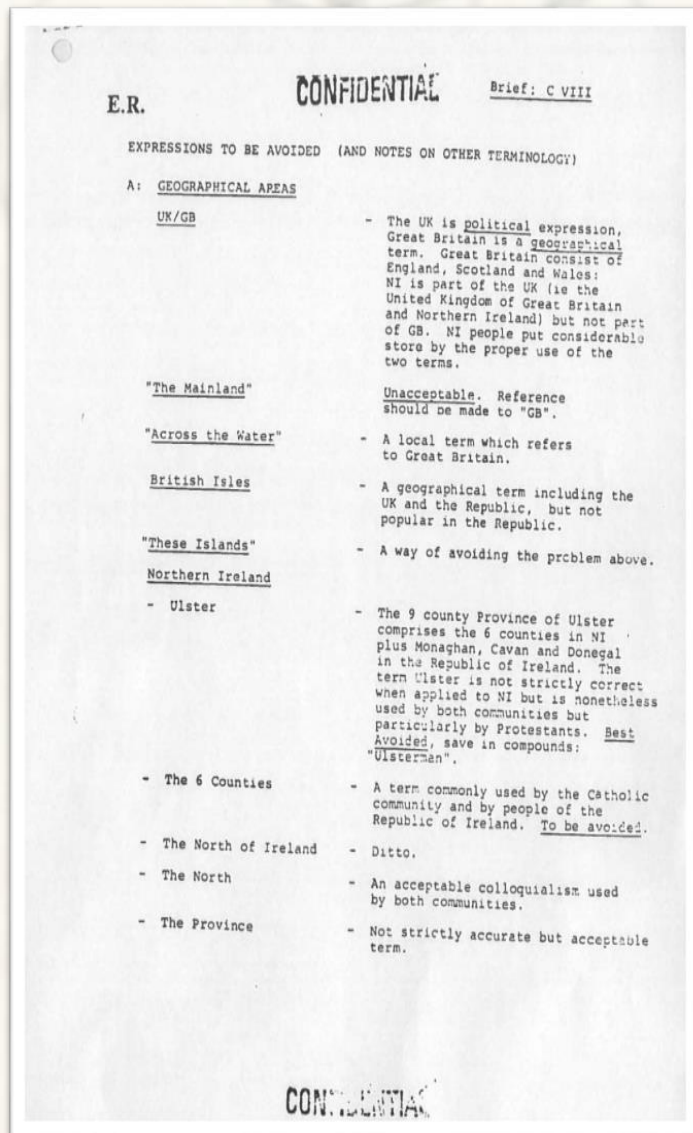 CONFIDENTIAL
Brief: C VIII
E.R.
EXPRESSIONS TO BE AVOIDED (AND NOTES ON OTHER TERMINOLOGY)
A: GEOGRAPHICAL AREAS
UK/GB - The UK is political expression,
Great Britain is a geographical
term. Great Britain consist of
England, Scotland and Wales:
NI is part of the UK (ie the
United Kingdom of Great Britain
and Northern Ireland) but not part
of GB. NI people put considerable
store by the proper use of the
two terms.
"The Mainland" Unacceptable. Reference
should be made to "GB".
"Across the Water" - A local term which refers
to Great Britain.
British Isles - A geographical term including the
UK and the Republic, but not
popular in the Republic.
"These Islands" - A way of avoiding the problem above.
Northern Ireland
- Ulster - The 9 county Province of Ulster
comprises the 6 counties in NI
plus Monaghan, Cavan and Donegal
in the Republic of Ireland. The
term Ulster is not strictly correct
when applied to NI but is nonetheless
used by both communities but
particularly by Protestants. Best
Avoided, save in compounds:
"Ulsterman".
- The 6 Counties - A term commonly used by the Catholic
community and by people of the
Republic of Ireland. To be avoided.
- The North of Ireland - Ditto.
- The North - An acceptable colloquialism used
by both communities.
- The Province - Not strictly accurate but acceptable
term.
CONFIDENTIAL